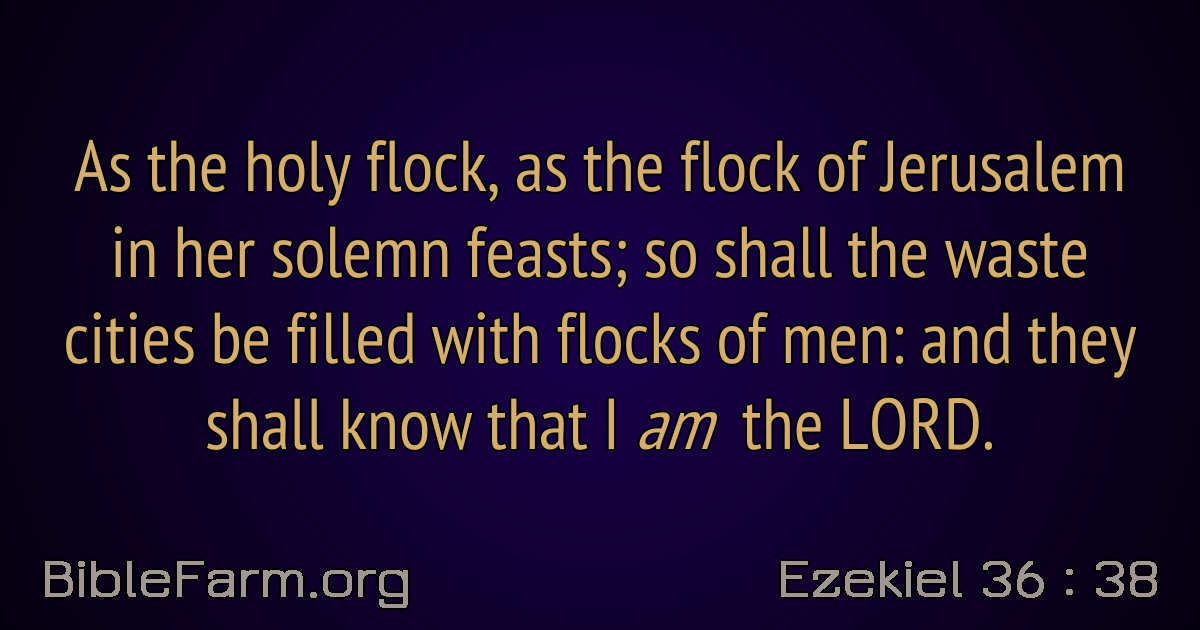 As the holy flock, as the flock of Jerusalem
in her solemn feasts; so shall the waste
cities be filled with flocks of men: and they
shall know that I am the LORD.
BibleFarm.org
Ezekiel 36 : 38